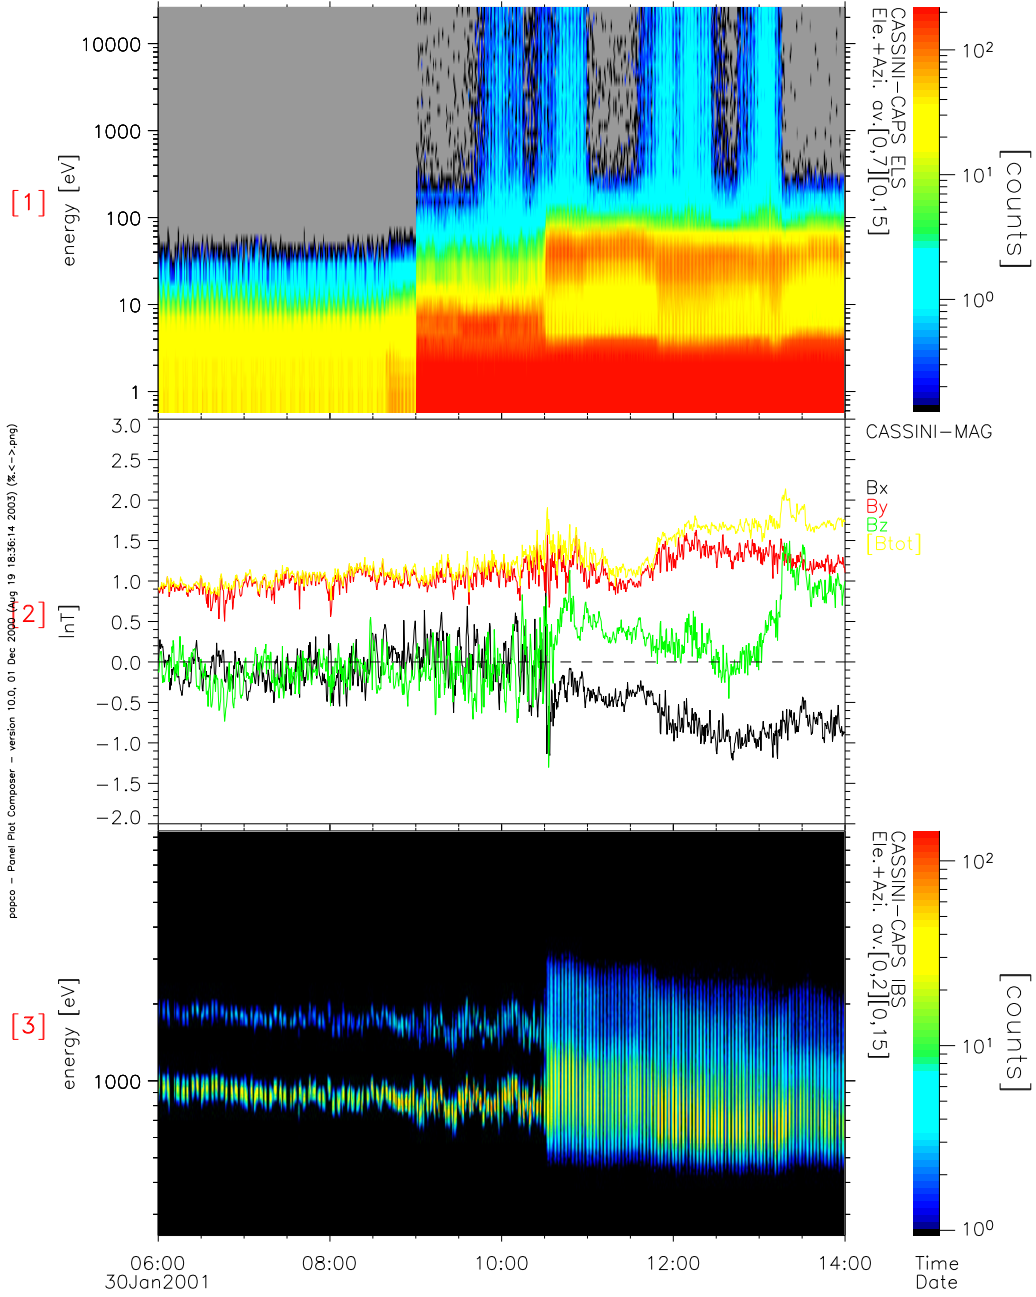 [1]
energy [eV]
10000
1000
100
10
1
CASSINI-CAPS ELS
Ele.+Azi. av.[0,7][0,15]
10²
10¹
10⁰
[counts]
papco - Panel Plot Composer - version 10.0, 01 Dec 2000 (Aug 19 18:36:14 2003) (%.<->.png)
2]
[nT]
3.0
2.5
2.0
1.5
1.0
0.5
0.0
-0.5
-1.0
-1.5
-2.0
CASSINI-MAG
Bx
By
Bz
[Btot]
[3]
energy [eV]
1000
CASSINI-CAPS IBS
Ele.+Azi. av.[0,2][0,15]
10²
10¹
10⁰
[counts]
06:00 08:00 10:00 12:00 14:00 Time
30Jan2001 Date